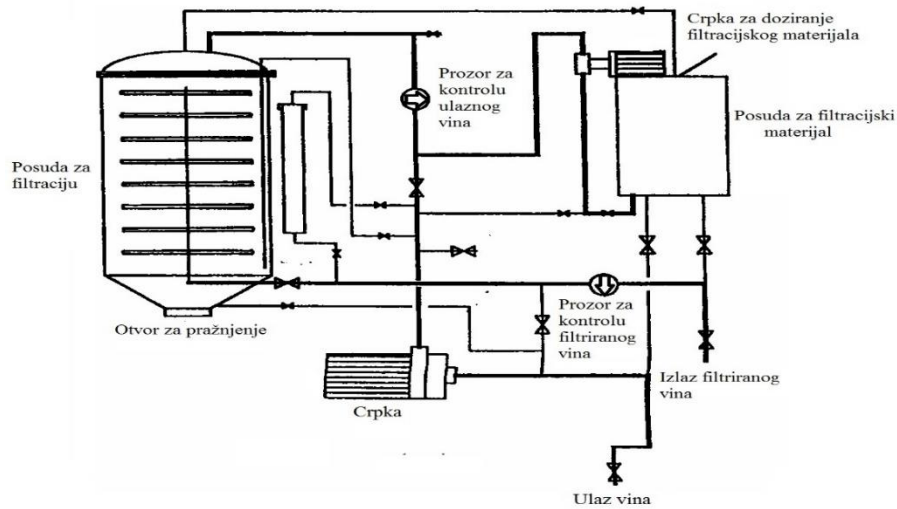 Crpka za doziranje
filtracijskog materijala
Prozor za
kontrolu
ulaznog
vina
Posuda za filtracijski
materijal
Posuda za
filtraciju
Otvor za pražnjenje
Prozor za
kontrolu
filtriranog
vina
Izlaz filtriranog
vina
Crpka
Ulaz vina